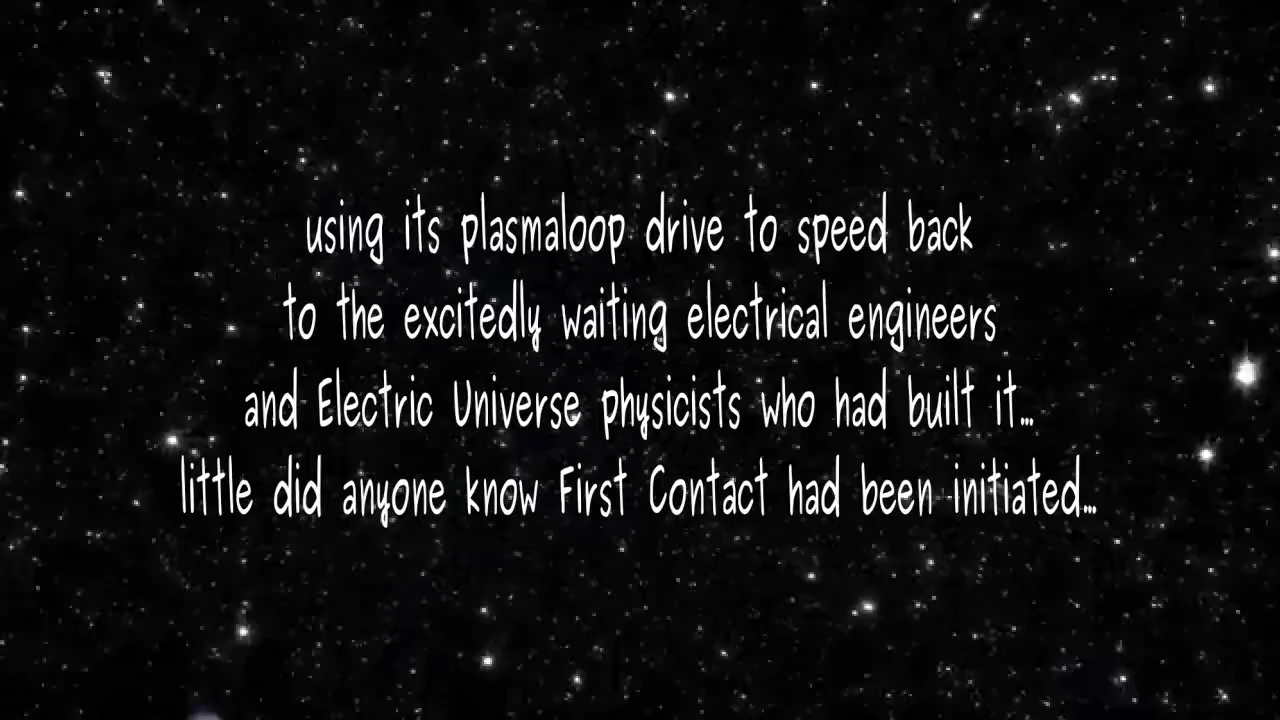 using its plasmaloop drive to speed back
to the excitedly waiting electrical engineers
and Electric Universe physicists who had built it...
little did anyone know First Contact had been initiated...